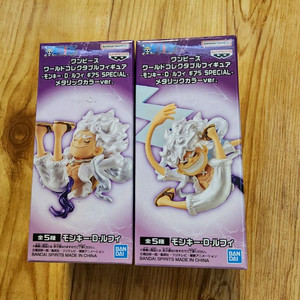 ワンピース
ワールドコレクタブルフィギュア
-モンキー・D・ルフィ ギア5 SPECIAL-
メタリックカラーver.
全5種
モンキー・D・ルフィ
BANDAI SPIRITS MADE IN CHINA
BAN
DAI
ワンピース
ワールドコレクタブルフィギュア
-モンキー・D・ルフィ ギア5 SPECIAL-
メタリックカラーver.
全5種
モンキー・D・ルフィ
BANDAI SPIRITS MADE IN CHINA
BAN
DAI